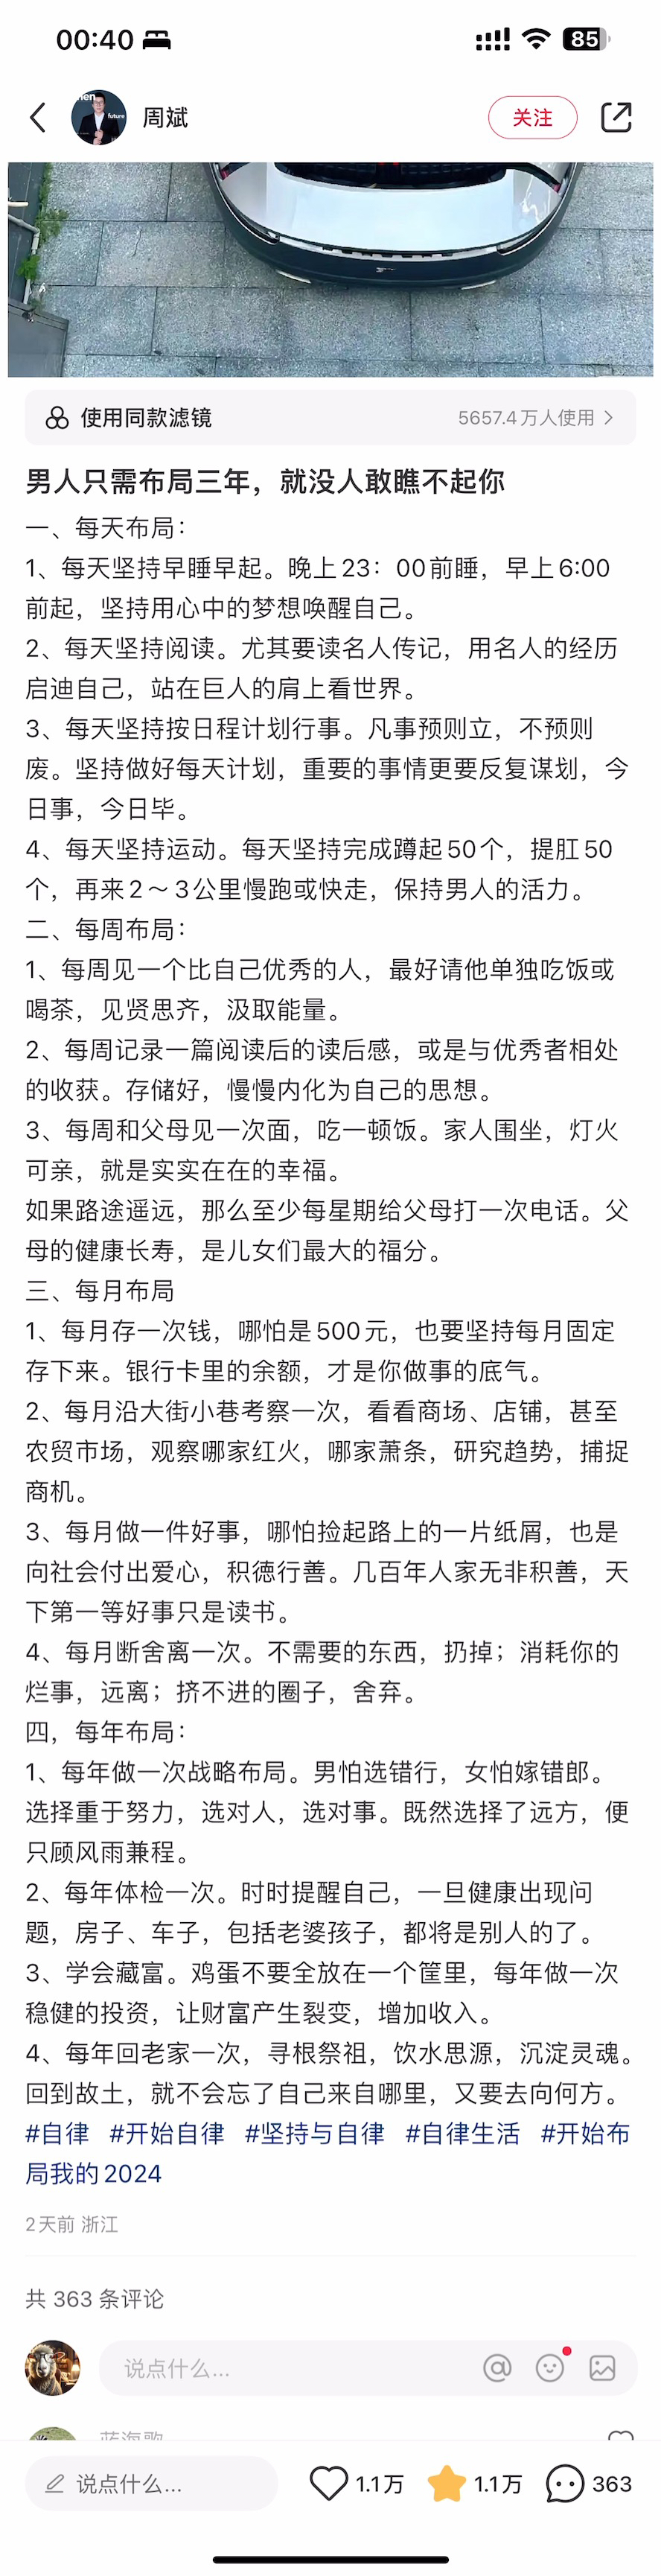 00:40
85
hen
future
周斌
关注
使用同款滤镜
5657.4万人使用
男人只需布局三年，就没人敢瞧不起你
一、每天布局：
1、每天坚持早睡早起。晚上23：00前睡，早上6:00
前起，坚持用心中的梦想唤醒自己。
2、每天坚持阅读。尤其要读名人传记，用名人的经历
启迪自己，站在巨人的肩上看世界。
3、每天坚持按日程计划行事。凡事预则立，不预则
废。坚持做好每天计划，重要的事情更要反复谋划，今
日事，今日毕。
4、每天坚持运动。每天坚持完成蹲起50个，提肛50
个，再来2～3公里慢跑或快走，保持男人的活力。
二、每周布局：
1、每周见一个比自己优秀的人，最好请他单独吃饭或
喝茶，见贤思齐，汲取能量。
2、每周记录一篇阅读后的读后感，或是与优秀者相处
的收获。存储好，慢慢内化为自己的思想。
3、每周和父母见一次面，吃一顿饭。家人围坐，灯火
可亲，就是实实在在的幸福。
如果路途遥远，那么至少每星期给父母打一次电话。父
母的健康长寿，是儿女们最大的福分。
三、每月布局
1、每月存一次钱，哪怕是500元，也要坚持每月固定
存下来。银行卡里的余额，才是你做事的底气。
2、每月沿大街小巷考察一次，看看商场、店铺，甚至
农贸市场，观察哪家红火，哪家萧条，研究趋势，捕捉
商机。
3、每月做一件好事，哪怕捡起路上的一片纸屑，也是
向社会付出爱心，积德行善。几百年人家无非积善，天
下第一等好事只是读书。
4、每月断舍离一次。不需要的东西，扔掉；消耗你的
烂事，远离；挤不进的圈子，舍弃。
四，每年布局：
1、每年做一次战略布局。男怕选错行，女怕嫁错郎。
选择重于努力，选对人，选对事。既然选择了远方，便
只顾风雨兼程。
2、每年体检一次。时时提醒自己，一旦健康出现问
题，房子、车子，包括老婆孩子，都将是别人的了。
3、学会藏富。鸡蛋不要全放在一个筐里，每年做一次
稳健的投资，让财富产生裂变，增加收入。
4、每年回老家一次，寻根祭祖，饮水思源，沉淀灵魂。
回到故土，就不会忘了自己来自哪里，又要去向何方。
#自律 #开始自律 #坚持与自律 #自律生活 #开始布
局我的2024
2天前 浙江
共 363 条评论
说点什么...
说点什么...
1.1万
1.1万
363